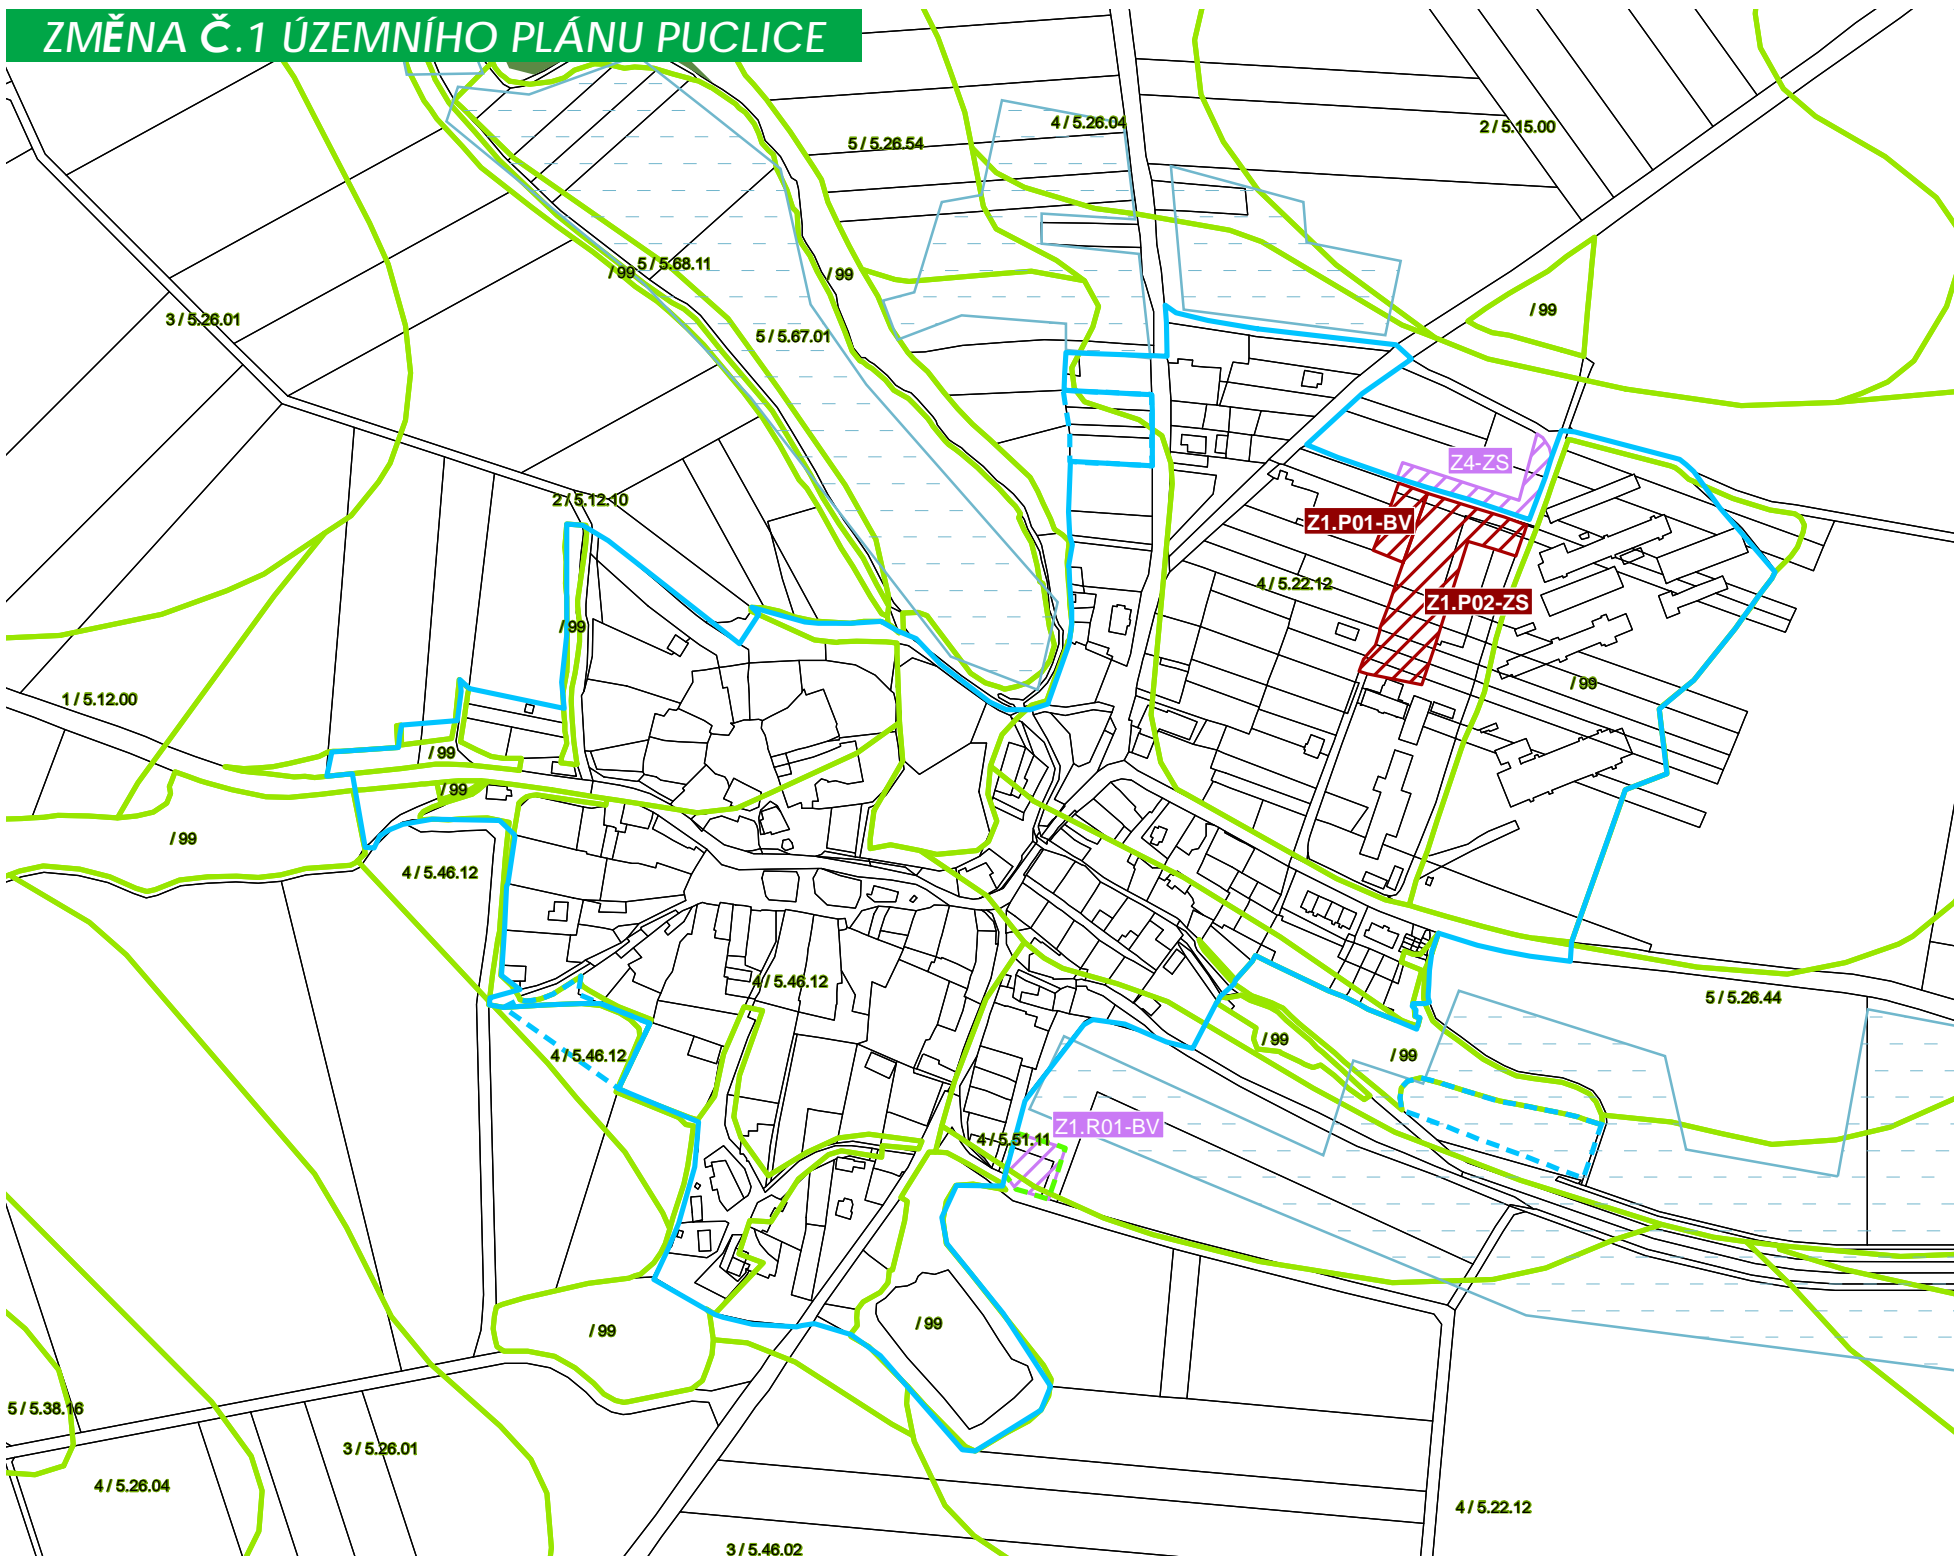 ZMĚNA Č.1 ÚZEMNÍHO PLÁNU PUCLICE
4 / 5.26.04
2 / 5.15.00
5 / 5.26.54
/ 99
5 / 5.68.11
/ 99
/ 99
3 / 5.26.01
5 / 5.67.01
Z4-ZS
2 / 5.12.10
Z1.P01-BV
4 / 5.22.12
Z1.P02-ZS
/ 99
/ 99
1 / 5.12.00
/ 99
/ 99
/ 99
4 / 5.46.12
4 / 5.46.12
5 / 5.26.44
/ 99
4 / 5.46.12
/ 99
Z1.R01-BV
4 / 5.51.11
/ 99
/ 99
5 / 5.38.16
3 / 5.26.01
4 / 5.26.04
4 / 5.22.12
3 / 5.46.02